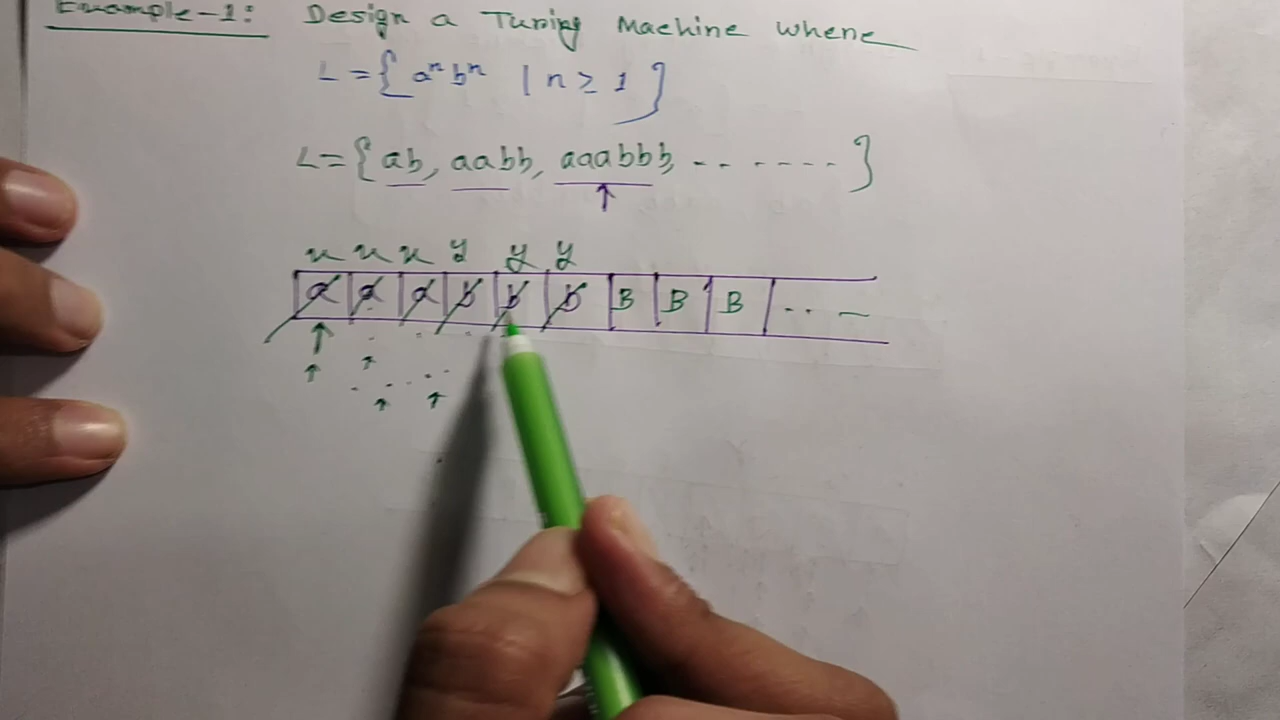 Example-1: Design a Turing Machine where
L = { aⁿ bⁿ | n ≥ 1 }
L = { ab, aabb, aaabbb, - - - - - - - - }
x x x y y y
a a a b b b B B B - - -